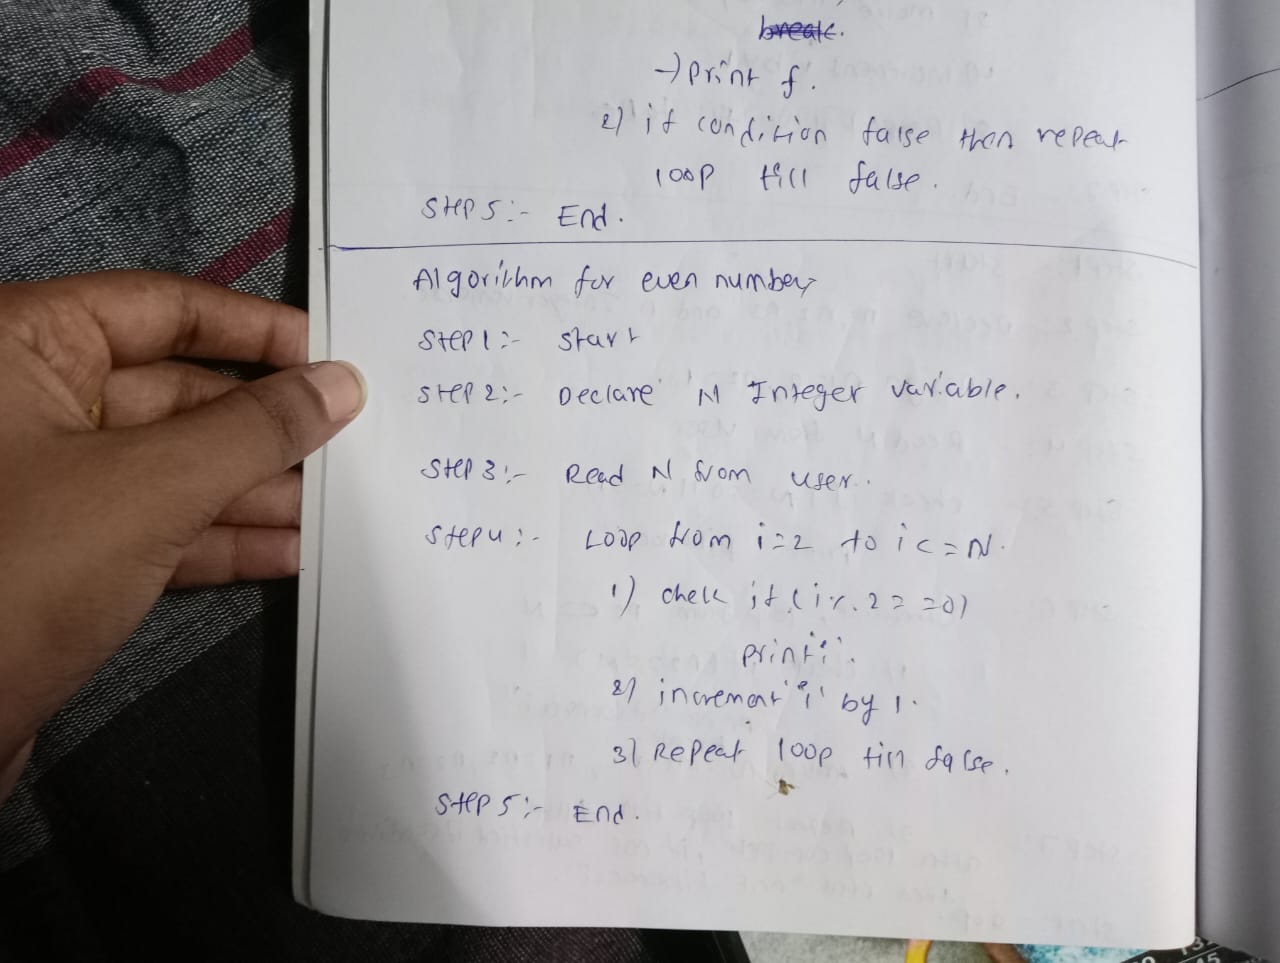 break.
→ print f.
2) if condition false then repeat
loop till false.
Step 5:- End.
Algorithm for even number
Step 1:- Start
Step 2:- Declare N Integer variable.
Step 3:- Read N from user.
Step 4:- Loop from i=2 to i<=N.
1) check if (i%2==0)
print 'i'.
2) increment 'i' by 1.
3) Repeat loop till false.
Step 5:- End.